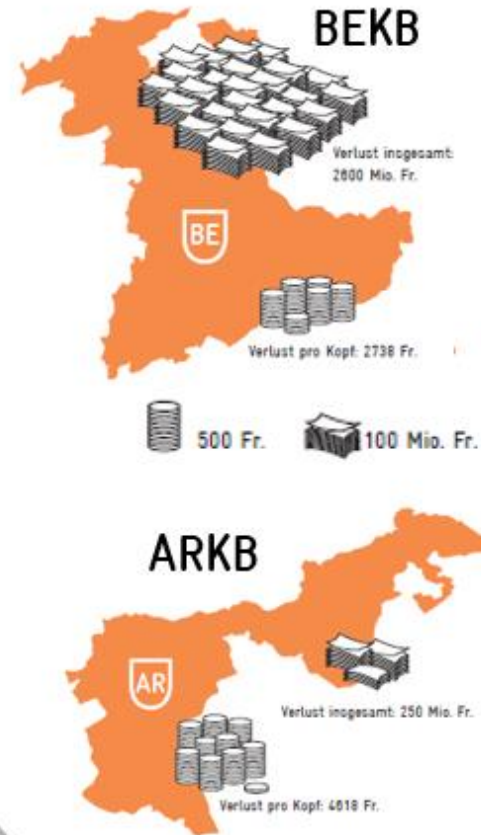 BEKB
Verlust insgesamt:
2600 Mio. Fr.
BE
Verlust pro Kopf: 2738 Fr.
500 Fr.
100 Mio. Fr.
ARKB
AR
Verlust insgesamt: 250 Mio. Fr.
Verlust pro Kopf: 4618 Fr.